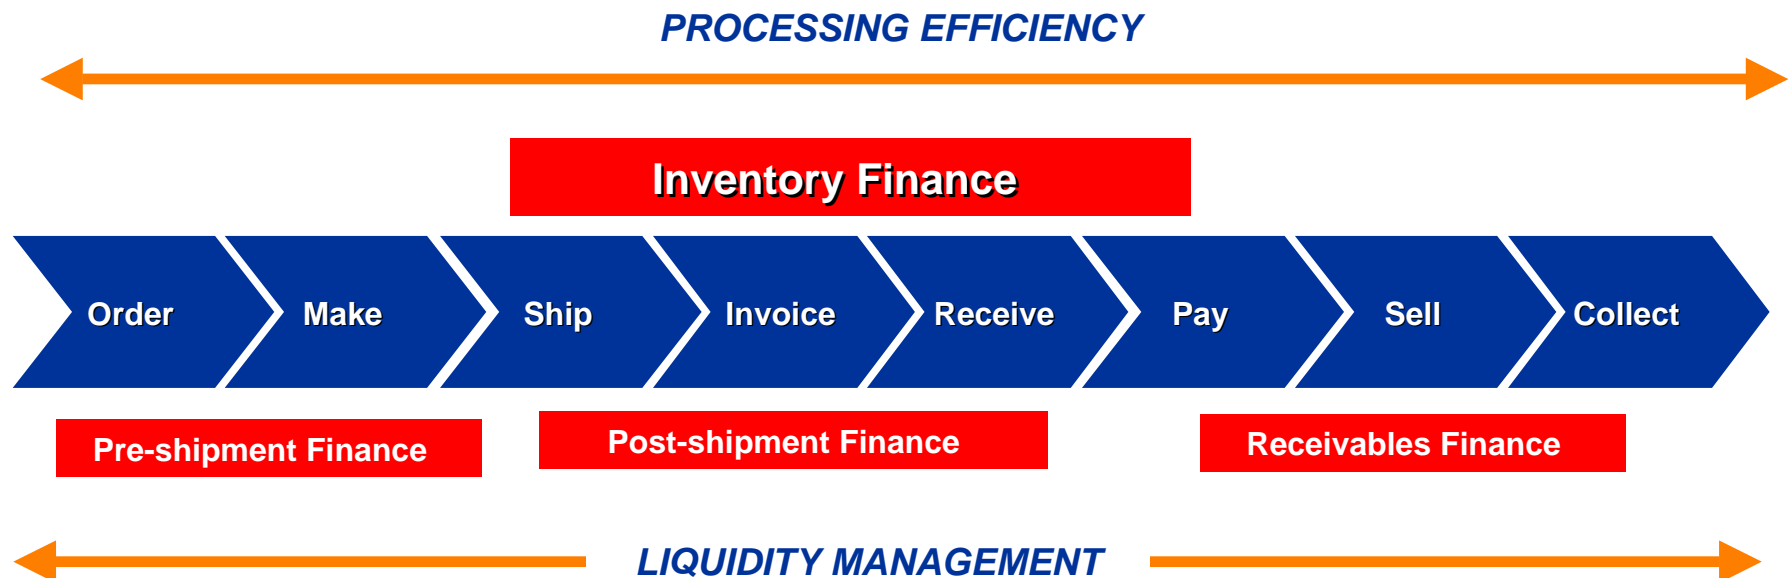 PROCESSING EFFICIENCY
Inventory Finance
Order
Make
Ship
Invoice
Receive
Pay
Sell
Collect
Pre-shipment Finance
Post-shipment Finance
Receivables Finance
LIQUIDITY MANAGEMENT